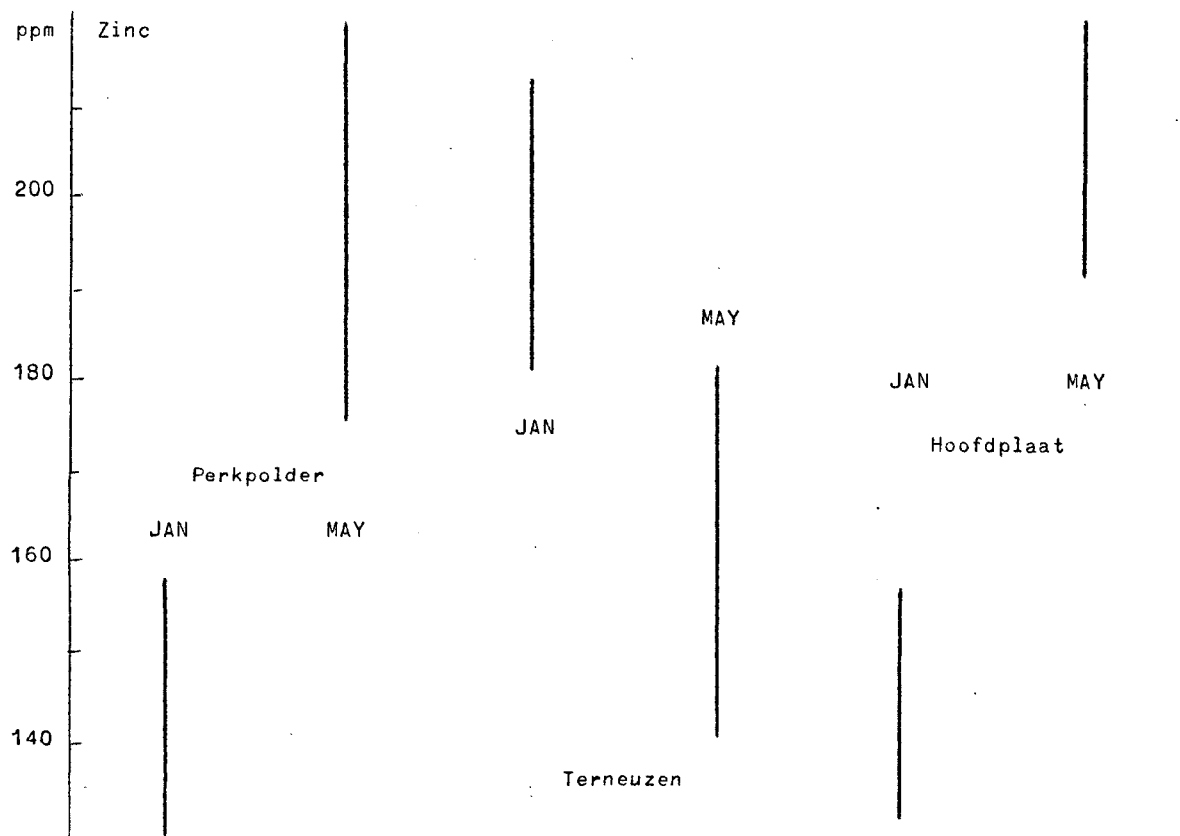 ppm Zinc
200
MAY
180
JAN MAY
JAN
Hoofdplaat
Perkpolder
JAN MAY
160
140
Terneuzen